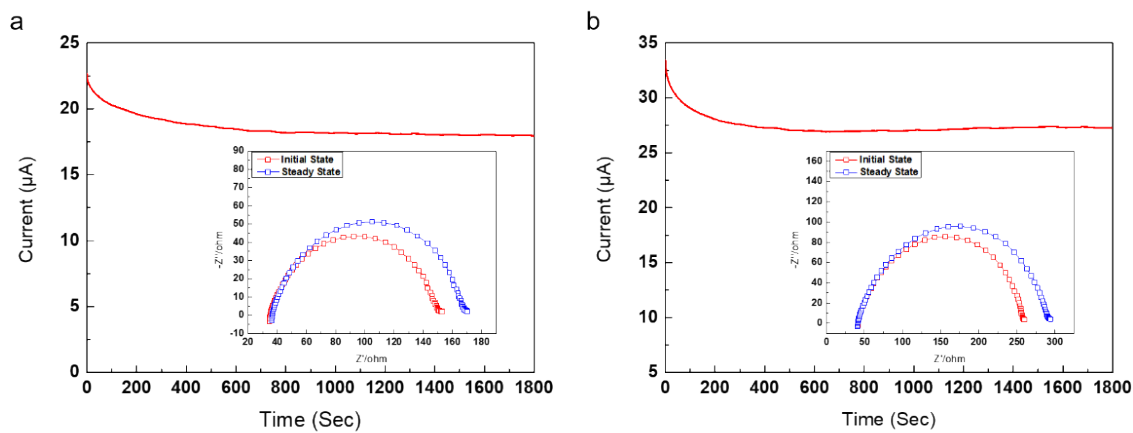 a
25
20
15
10
5
0
Current (μA)
0 200 400 600 800 1000 1200 1400 1600 1800
Time (Sec)
90
80
70
60
50
40
30
20
10
0
-10
-Z''/ohm
Initial State
Steady State
20 40 60 80 100 120 140 160 180
Z'/ohm
b
35
30
25
20
15
10
5
Current (μA)
0 200 400 600 800 1000 1200 1400 1600 1800
Time (Sec)
160
140
120
100
80
60
40
20
0
-Z''/ohm
Initial State
Steady State
0 50 100 150 200 250 300
Z'/ohm